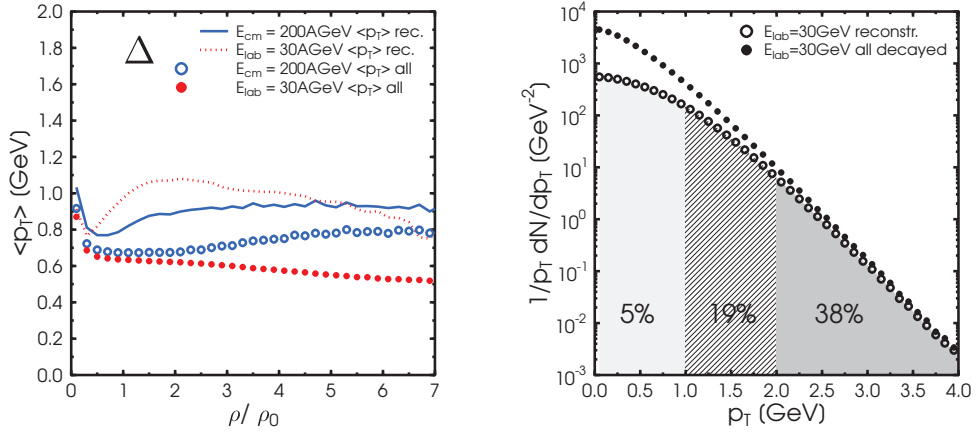 2.0
1.8
1.6
1.4
1.2
1.0
0.8
0.6
0.4
0.2
0.0
<p_T> (GeV)
Δ
E_cm = 200AGeV <p_T> rec.
E_lab = 30AGeV <p_T> rec.
E_cm = 200AGeV <p_T> all
E_lab = 30AGeV <p_T> all
0 1 2 3 4 5 6 7
ρ/ ρ_0
10^4
10^3
10^2
10^1
10^0
10^-1
10^-2
10^-3
1/p_T dN/dp_T (GeV^-2)
E_lab=30GeV reconstr.
E_lab=30GeV all decayed
5% 19% 38%
0.0 0.5 1.0 1.5 2.0 2.5 3.0 3.5 4.0
p_T (GeV)